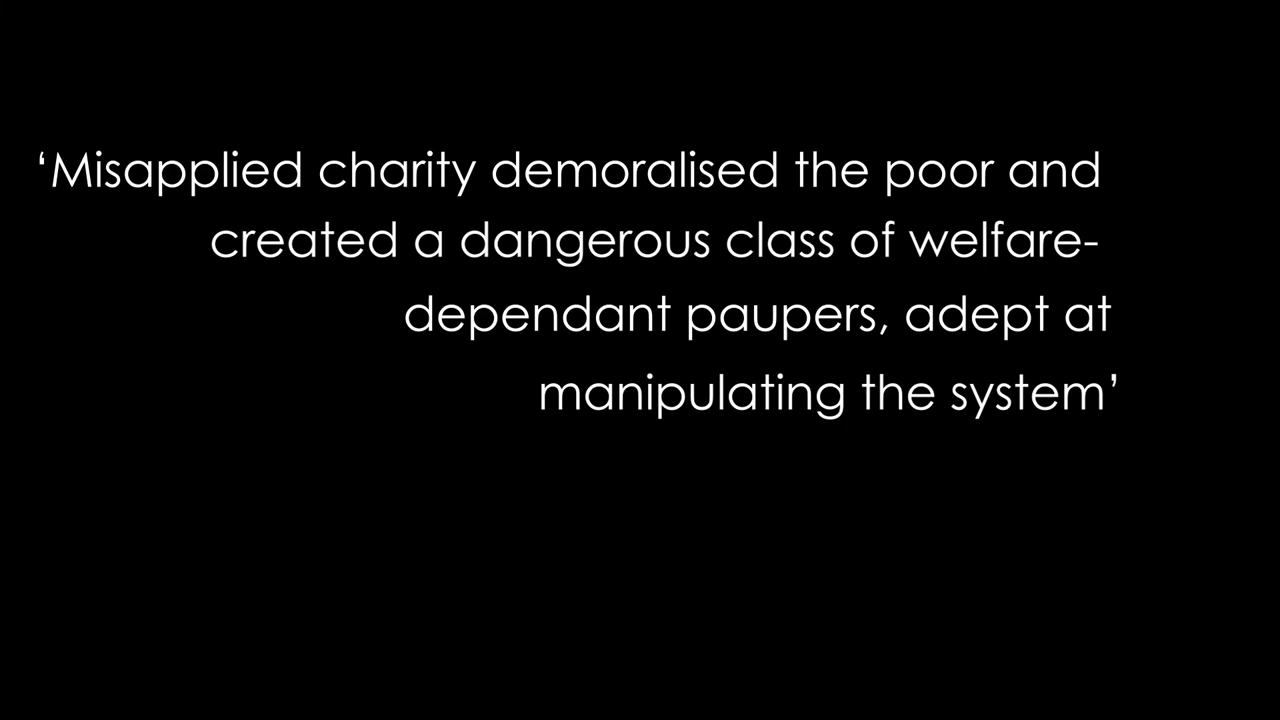 ‘Misapplied charity demoralised the poor and
created a dangerous class of welfare-
dependant paupers, adept at
manipulating the system’